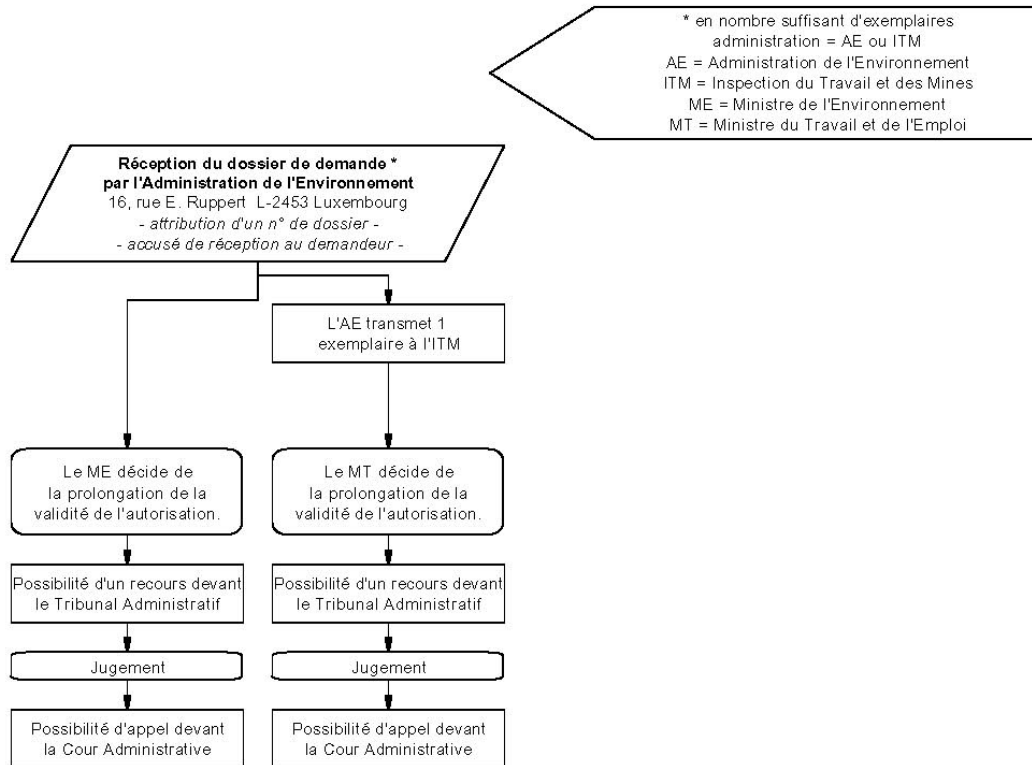 * en nombre suffisant d'exemplaires
administration = AE ou ITM
AE = Administration de l'Environnement
ITM = Inspection du Travail et des Mines
ME = Ministre de l'Environnement
MT = Ministre du Travail et de l'Emploi
Réception du dossier de demande *
par l'Administration de l'Environnement
16, rue E. Ruppert L-2453 Luxembourg
- attribution d'un n° de dossier -
- accusé de réception au demandeur -
L'AE transmet 1
exemplaire à l'ITM
Le ME décide de
la prolongation de la
validité de l'autorisation.
Le MT décide de
la prolongation de la
validité de l'autorisation.
Possibilité d'un recours devant
le Tribunal Administratif
Possibilité d'un recours devant
le Tribunal Administratif
Jugement
Jugement
Possibilité d'appel devant
la Cour Administrative
Possibilité d'appel devant
la Cour Administrative